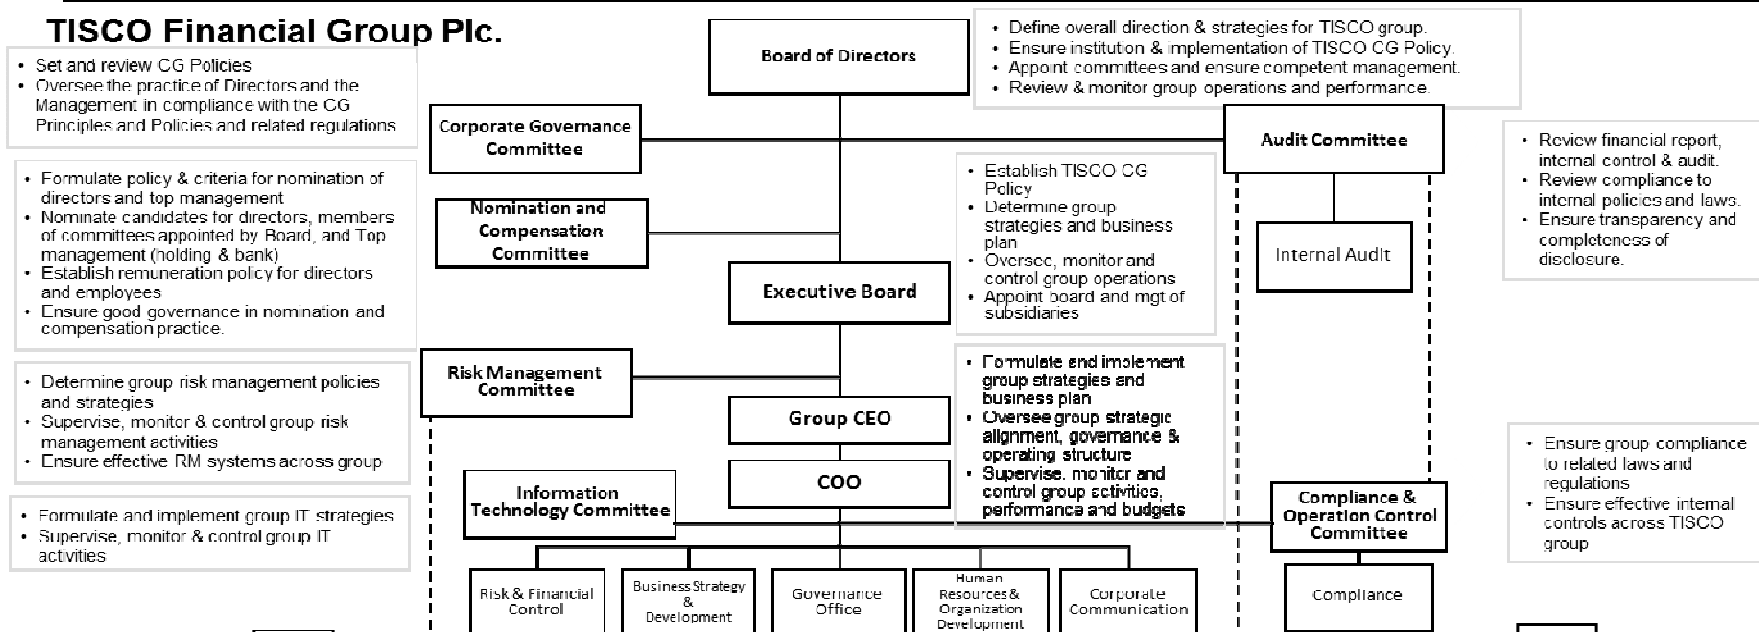 TISCO Financial Group Plc.
Board of Directors
• Define overall direction & strategies for TISCO group.
• Ensure institution & implementation of TISCO CG Policy.
• Appoint committees and ensure competent management.
• Review & monitor group operations and performance.
• Set and review CG Policies
• Oversee the practice of Directors and the
Management in compliance with the CG
Principles and Policies and related regulations
Corporate Governance
Committee
Audit Committee
• Review financial report,
internal control & audit.
• Review compliance to
internal policies and laws.
• Ensure transparency and
completeness of
disclosure.
• Formulate policy & criteria for nomination of
directors and top management
• Nominate candidates for directors, members
of committees appointed by Board, and Top
management (holding & bank)
• Establish remuneration policy for directors
and employees
• Ensure good governance in nomination and
compensation practice.
Nomination and
Compensation
Committee
• Establish TISCO CG
Policy
• Determine group
strategies and business
plan
• Oversee, monitor and
control group operations
• Appoint board and mgt of
subsidiaries
Internal Audit
Executive Board
Risk Management
Committee
• Determine group risk management policies
and strategies
• Supervise, monitor & control group risk
management activities
• Ensure effective RM systems across group
Group CEO
• Formulate and implement
group strategies and
business plan
• Oversee group strategic
alignment, governance &
operating structure
• Supervise, monitor and
control group activities,
performance and budgets
COO
Information
Technology Committee
• Formulate and implement group IT strategies
• Supervise, monitor & control group IT
activities
Compliance &
Operation Control
Committee
• Ensure group compliance
to related laws and
regulations
• Ensure effective internal
controls across TISCO
group
Risk & Financial
Control
Business Strategy
&
Development
Governance
Office
Human
Resources &
Organization
Development
Corporate
Communication
Compliance